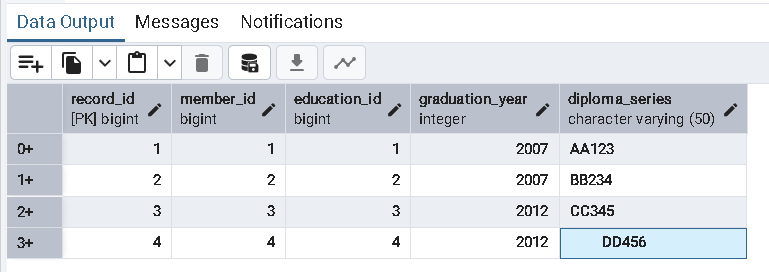 Data Output Messages Notifications
record_id member_id education_id graduation_year diploma_series
[PK] bigint bigint bigint integer character varying (50)
0+ 1 1 1 2007 AA123
1+ 2 2 2 2007 BB234
2+ 3 3 3 2012 CC345
3+ 4 4 4 2012 DD456